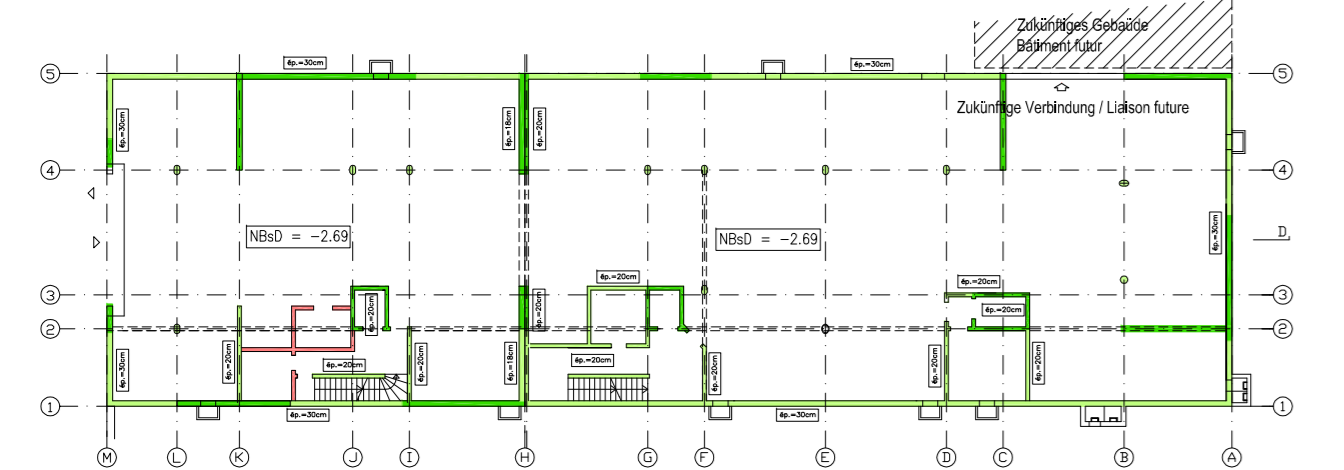 Zukünftiges Gebäude
Bâtiment futur
ép.=30cm
ép.=30cm
5
5
Zukünftige Verbindung / Liaison future
ép.=30cm
ép.=18cm
ép.=20cm
4
4
NBsD = -2.69
NBsD = -2.69
ép.=30cm
D
ép.=20cm
ép.=20cm
3
3
ép.=20cm
ép.=20cm
ép.=20cm
2
2
ép.=30cm
ép.=20cm
ép.=20cm
ép.=20cm
ép.=18cm
ép.=20cm
ép.=20cm
ép.=20cm
ép.=20cm
1
1
ép.=30cm
ép.=30cm
M L K J I H G F E D C B A